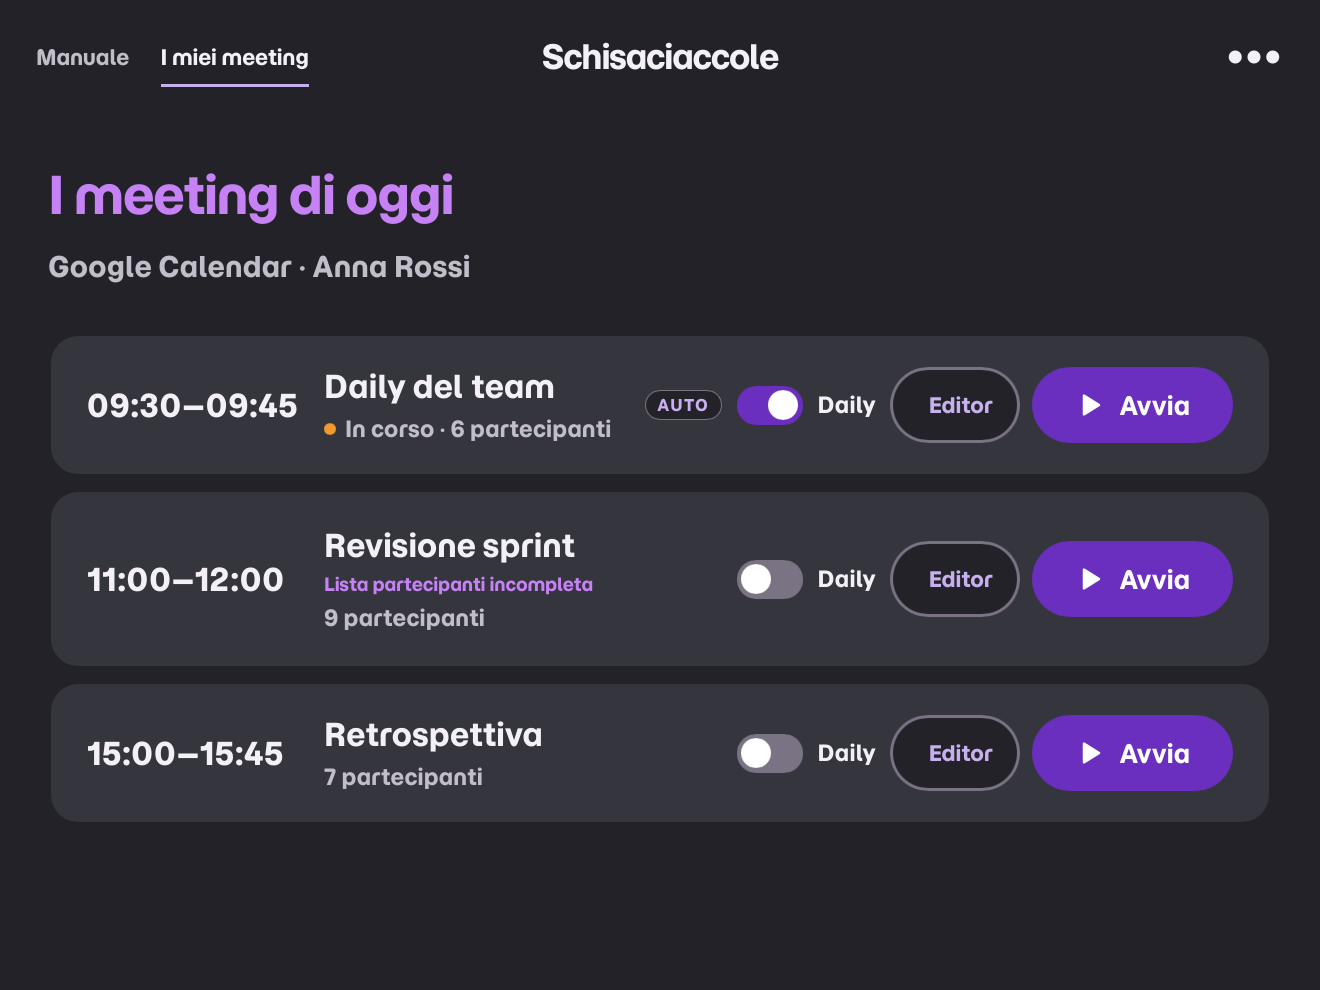 Manuale
I miei meeting
Schisaciaccole
I meeting di oggi
Google Calendar · Anna Rossi
09:30–09:45
Daily del team
In corso · 6 partecipanti
AUTO
Daily
Editor
Avvia
11:00–12:00
Revisione sprint
Lista partecipanti incompleta
9 partecipanti
Daily
Editor
Avvia
15:00–15:45
Retrospettiva
7 partecipanti
Daily
Editor
Avvia